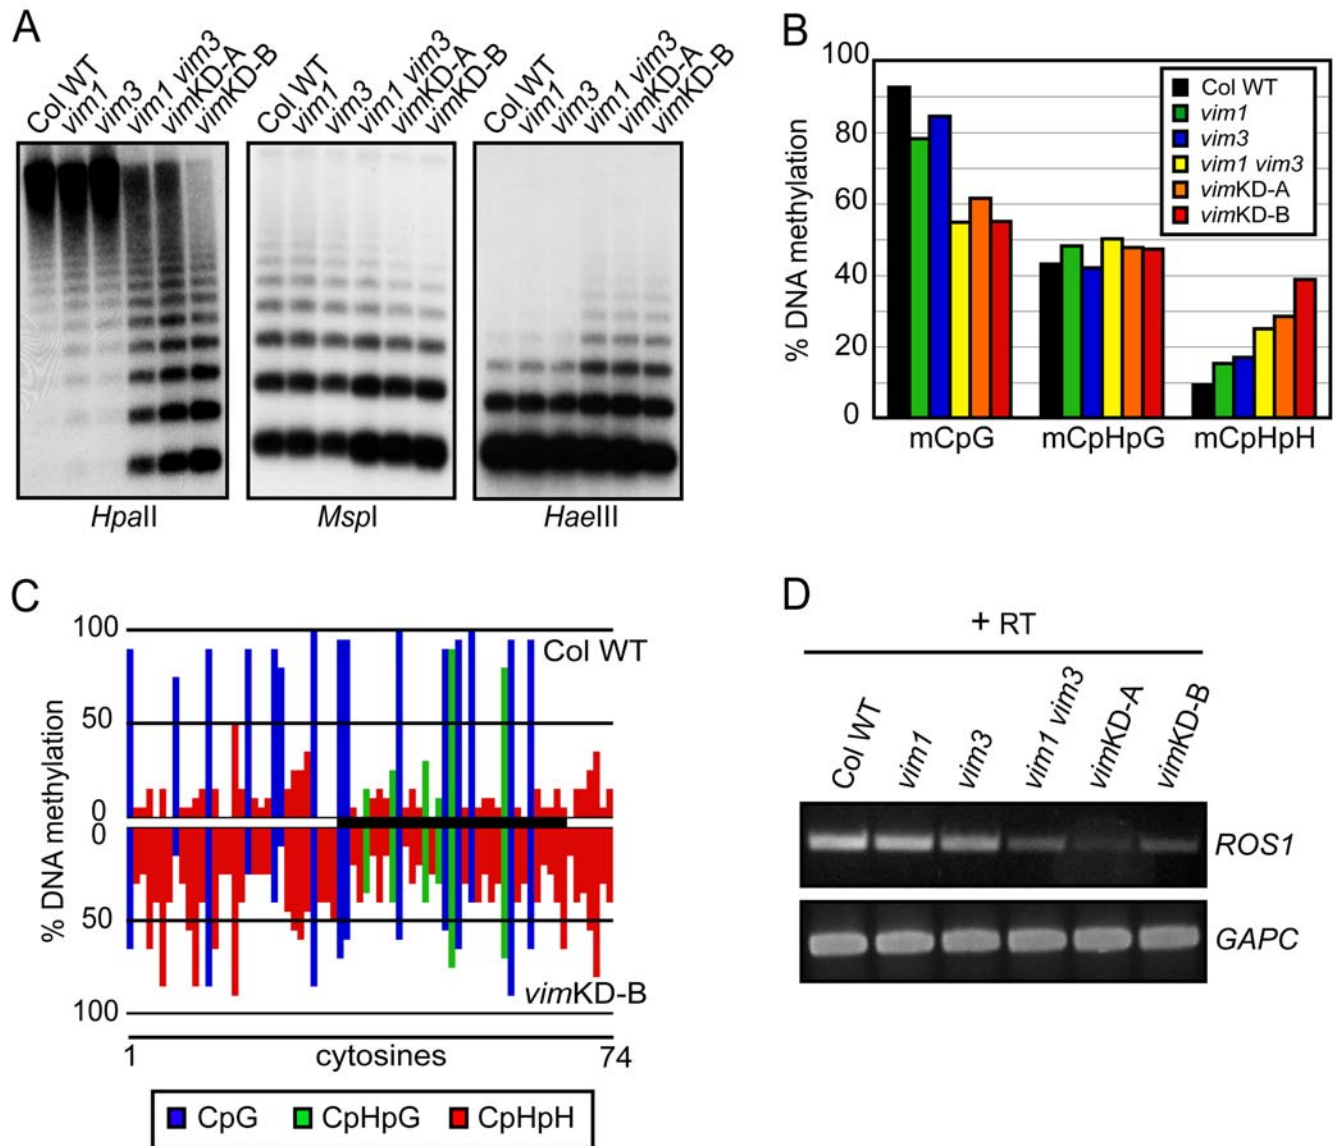 A
Col WT
vim1
vim3
vim1 vim3
vimKD-A
vimKD-B
Col WT
vim1
vim3
vim1 vim3
vimKD-A
vimKD-B
Col WT
vim1
vim3
vim1 vim3
vimKD-A
vimKD-B
HpaII
MspI
HaeIII
B
% DNA methylation
100
80
60
40
20
0
Col WT
vim1
vim3
vim1 vim3
vimKD-A
vimKD-B
mCpG
mCpHpG
mCpHpH
C
% DNA methylation
100
50
0
0
50
100
Col WT
vimKD-B
1
cytosines
74
CpG
CpHpG
CpHpH
D
+ RT
Col WT
vim1
vim3
vim1 vim3
vimKD-A
vimKD-B
ROS1
GAPC